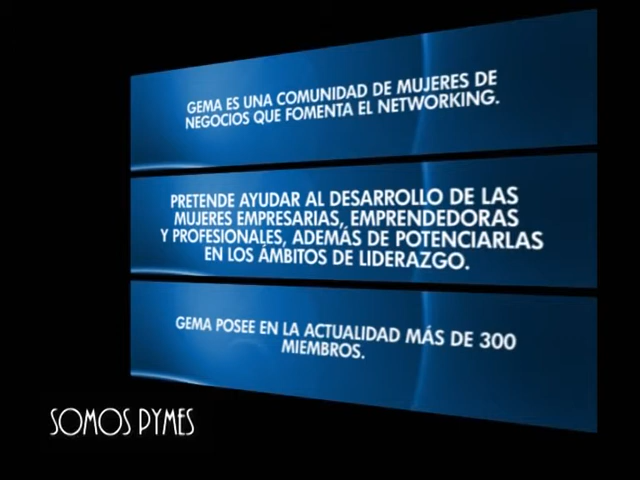 GEMA ES UNA COMUNIDAD DE MUJERES DE
NEGOCIOS QUE FOMENTA EL NETWORKING.
PRETENDE AYUDAR AL DESARROLLO DE LAS
MUJERES EMPRESARIAS, EMPRENDEDORAS
Y PROFESIONALES, ADEMÁS DE POTENCIARLAS
EN LOS ÁMBITOS DE LIDERAZGO.
GEMA POSEE EN LA ACTUALIDAD MÁS DE 300
MIEMBROS.
SOMOS PYMES